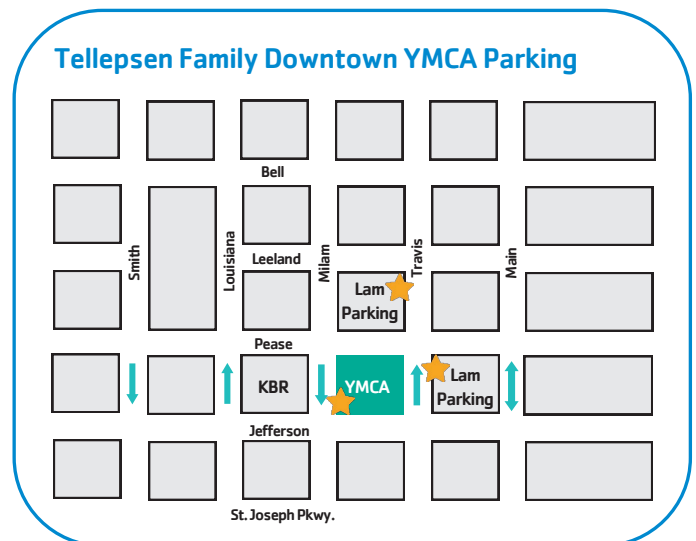 Tellepsen Family Downtown YMCA Parking
Bell
Smith
Louisiana
Leeland
Milam
Travis
Main
Lam
Parking
Pease
KBR
YMCA
Lam
Parking
Jefferson
St. Joseph Pkwy.